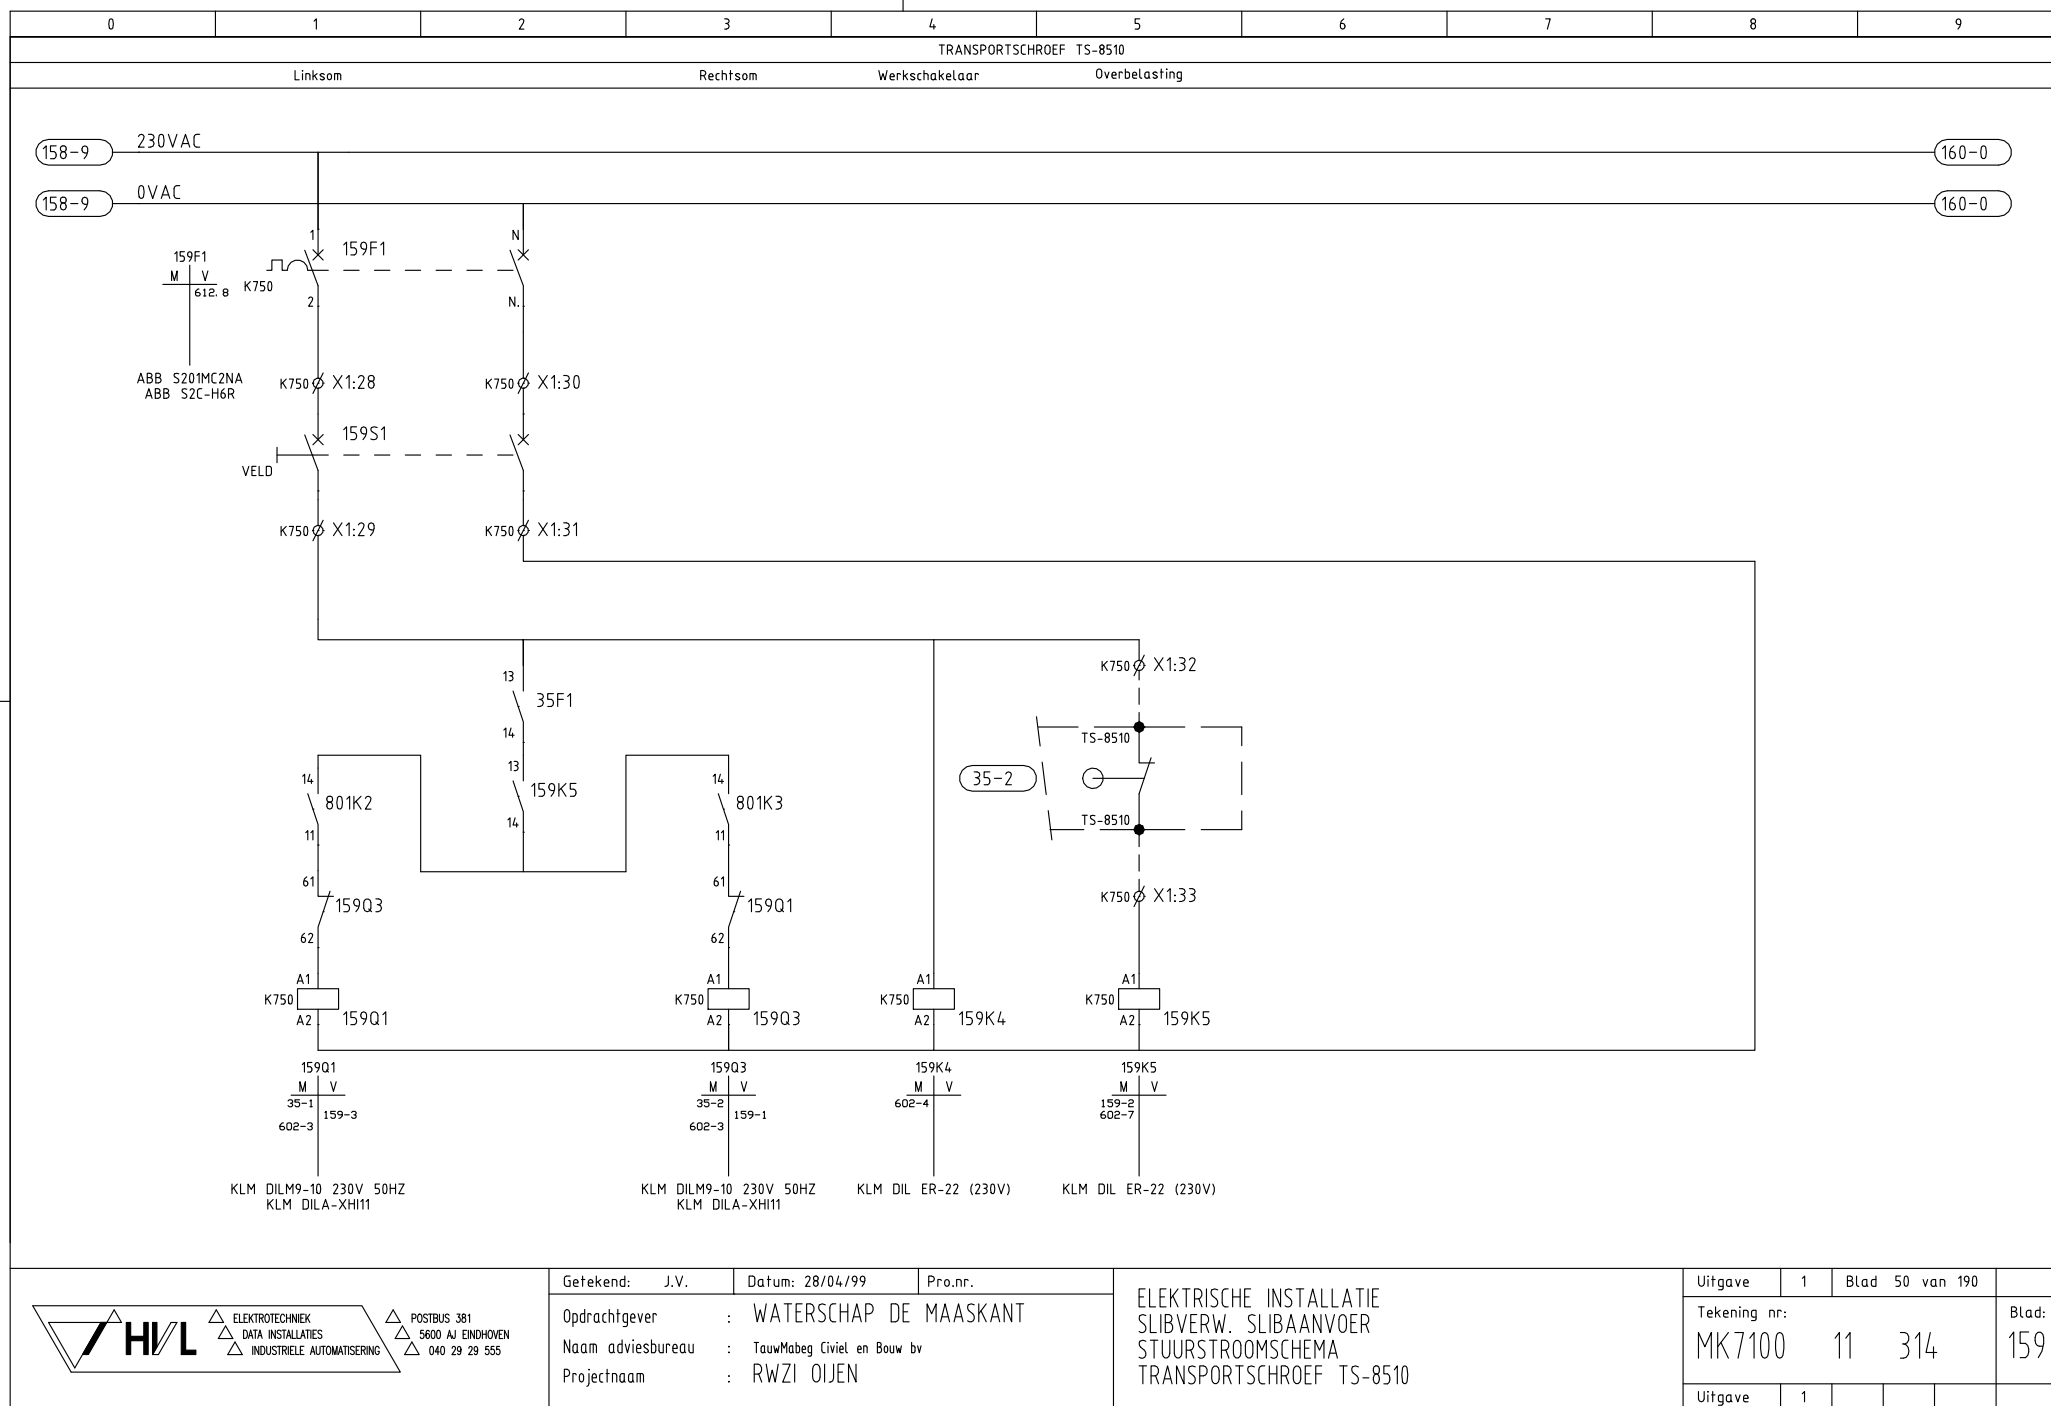 0 1 2 3 4 5 6 7 8 9
TRANSPORTSCHROEF TS-8510
Linksom Rechtsom Werkschakelaar Overbelasting
158-9 230VAC 160-0
158-9 0VAC 160-0
1 159F1 N
159F1
M V
612.8
K750
2 N.
ABB S201MC2NA
ABB S2C-H6R
K750 X1:28 K750 X1:30
159S1
VELD
K750 X1:29 K750 X1:31
K750 X1:32
13
35F1
14
TS-8510
13
159K5
14
35-2
TS-8510
14 14
801K2 801K3
11 11
61 61
159Q3 159Q1
62 62
K750 X1:33
A1 A1 A1 A1
K750 K750 K750 K750
A2 159Q1 A2 159Q3 A2 159K4 A2 159K5
159Q1 159Q3 159K4 159K5
M V M V M V M V
35-1 35-2 602-4 159-2
159-3 159-1 602-7
602-3 602-3
KLM DILM9-10 230V 50HZ KLM DILM9-10 230V 50HZ KLM DIL ER-22 (230V) KLM DIL ER-22 (230V)
KLM DILA-XHI11 KLM DILA-XHI11
HVL
ELEKTROTECHNIEK POSTBUS 381
DATA INSTALLATIES 5600 AJ EINDHOVEN
INDUSTRIELE AUTOMATISERING 040 29 29 555
Getekend: J.V. Datum: 28/04/99 Pro.nr.
Opdrachtgever : WATERSCHAP DE MAASKANT
Naam adviesbureau : TauwMabeg Civiel en Bouw bv
Projectnaam : RWZI OIJEN
ELEKTRISCHE INSTALLATIE
SLIBVERW. SLIBAANVOER
STUURSTROOMSCHEMA
TRANSPORTSCHROEF TS-8510
Uitgave 1 Blad 50 van 190
Tekening nr: Blad:
MK7100 11 314 159
Uitgave 1